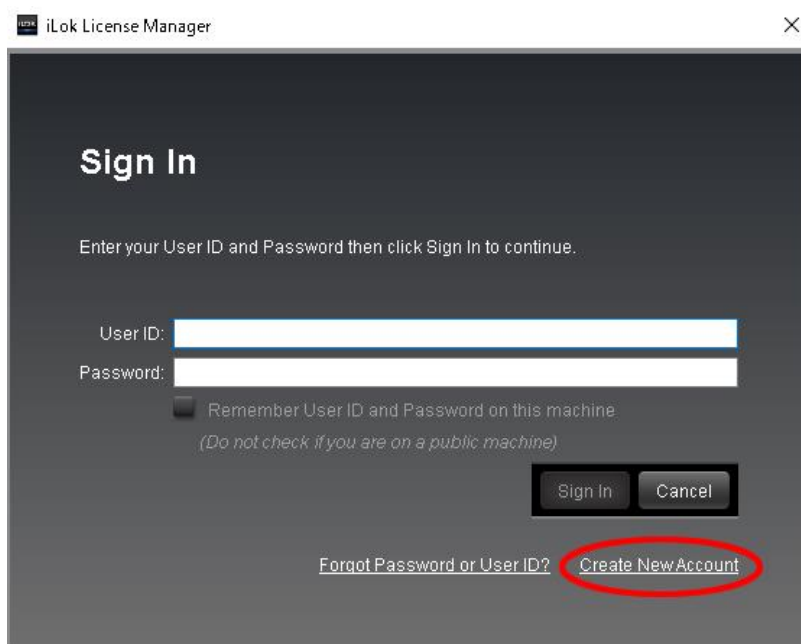 iLok License Manager
Sign In
Enter your User ID and Password then click Sign In to continue.
User ID:
Password:
Remember User ID and Password on this machine
(Do not check if you are on a public machine)
Sign In Cancel
Forgot Password or User ID? Create New Account